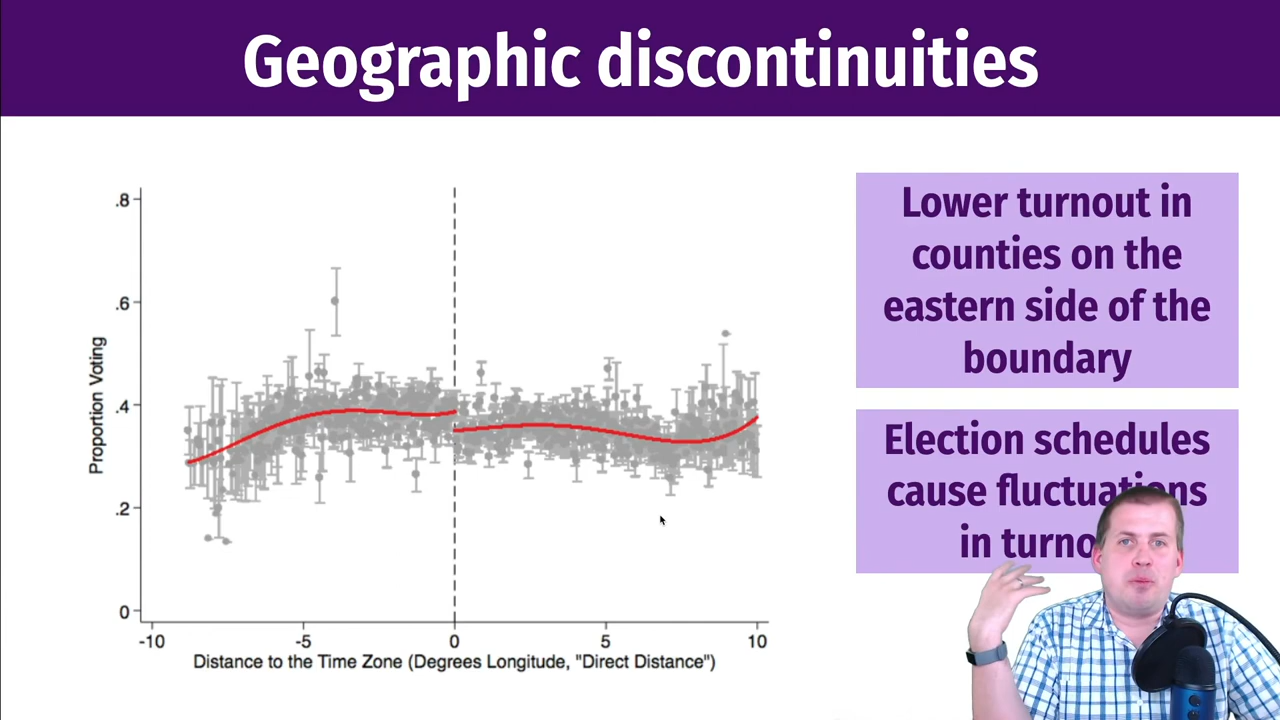 Geographic discontinuities
.8
.6
.4
.2
0
Proportion Voting
-10 -5 0 5 10
Distance to the Time Zone (Degrees Longitude, "Direct Distance")
Lower turnout in
counties on the
eastern side of the
boundary
Election schedules
cause
in